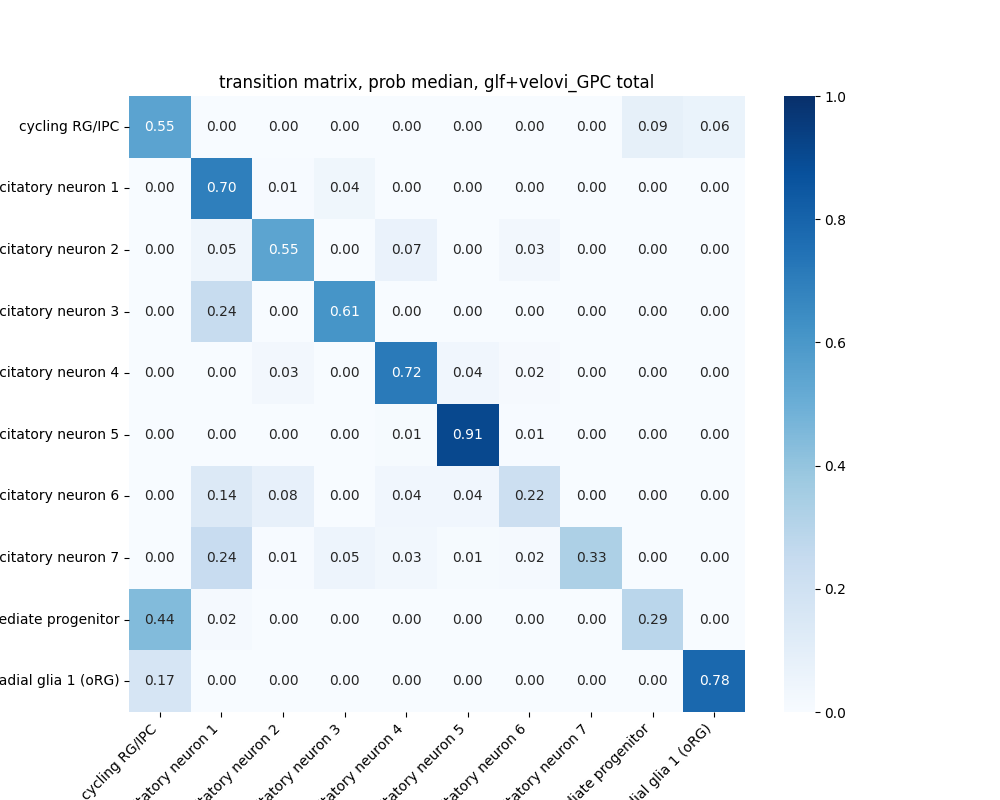 transition matrix, prob median, glf+velovi_GPC total
cycling RG/IPC 0.55 0.00 0.00 0.00 0.00 0.00 0.00 0.00 0.09 0.06
citatory neuron 1 0.00 0.70 0.01 0.04 0.00 0.00 0.00 0.00 0.00 0.00
citatory neuron 2 0.00 0.05 0.55 0.00 0.07 0.00 0.03 0.00 0.00 0.00
citatory neuron 3 0.00 0.24 0.00 0.61 0.00 0.00 0.00 0.00 0.00 0.00
citatory neuron 4 0.00 0.00 0.03 0.00 0.72 0.04 0.02 0.00 0.00 0.00
citatory neuron 5 0.00 0.00 0.00 0.00 0.01 0.91 0.01 0.00 0.00 0.00
citatory neuron 6 0.00 0.14 0.08 0.00 0.04 0.04 0.22 0.00 0.00 0.00
citatory neuron 7 0.00 0.24 0.01 0.05 0.03 0.01 0.02 0.33 0.00 0.00
ediate progenitor 0.44 0.02 0.00 0.00 0.00 0.00 0.00 0.00 0.29 0.00
adial glia 1 (oRG) 0.17 0.00 0.00 0.00 0.00 0.00 0.00 0.00 0.00 0.78
cycling RG/IPC
tatory neuron 1
tatory neuron 2
tatory neuron 3
tatory neuron 4
tatory neuron 5
tatory neuron 6
tatory neuron 7
diate progenitor
dial glia 1 (oRG)
1.0
0.8
0.6
0.4
0.2
0.0